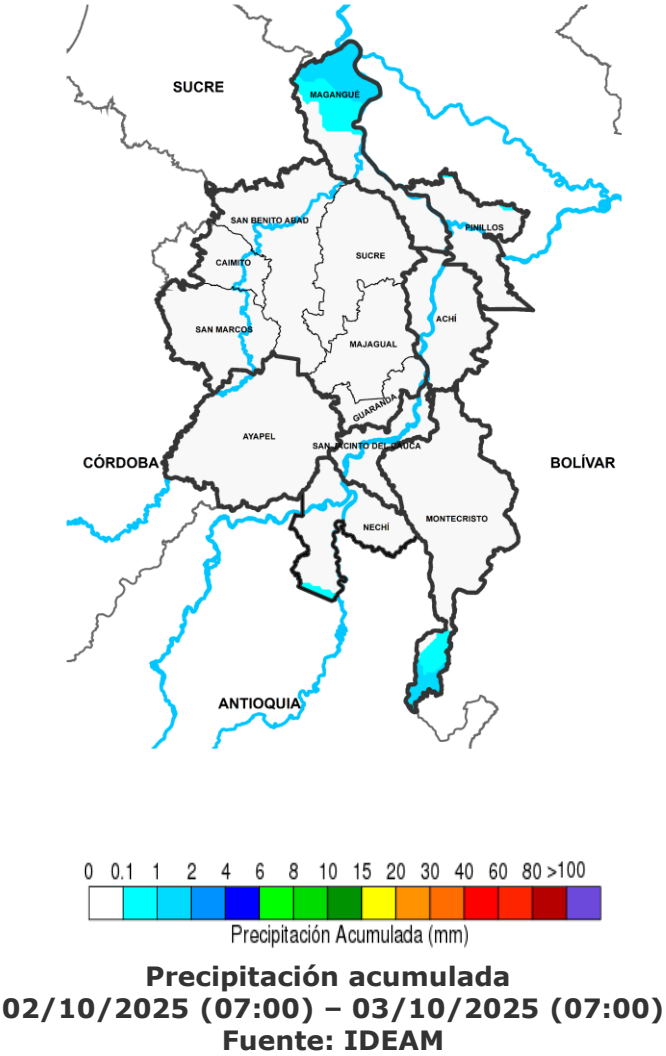 SUCRE
MAGANGUÉ
SAN BENITO ABAD
PINILLOS
CAIMITO
SUCRE
SAN MARCOS
ACHÍ
MAJAGUAL
GUARANDA
AYAPEL
SAN JACINTO DEL CAUCA
CÓRDOBA
BOLÍVAR
NECHÍ
MONTECRISTO
ANTIOQUIA
0 0.1 1 2 4 6 8 10 15 20 30 40 60 80 >100
Precipitación Acumulada (mm)
Precipitación acumulada
02/10/2025 (07:00) – 03/10/2025 (07:00)
Fuente: IDEAM